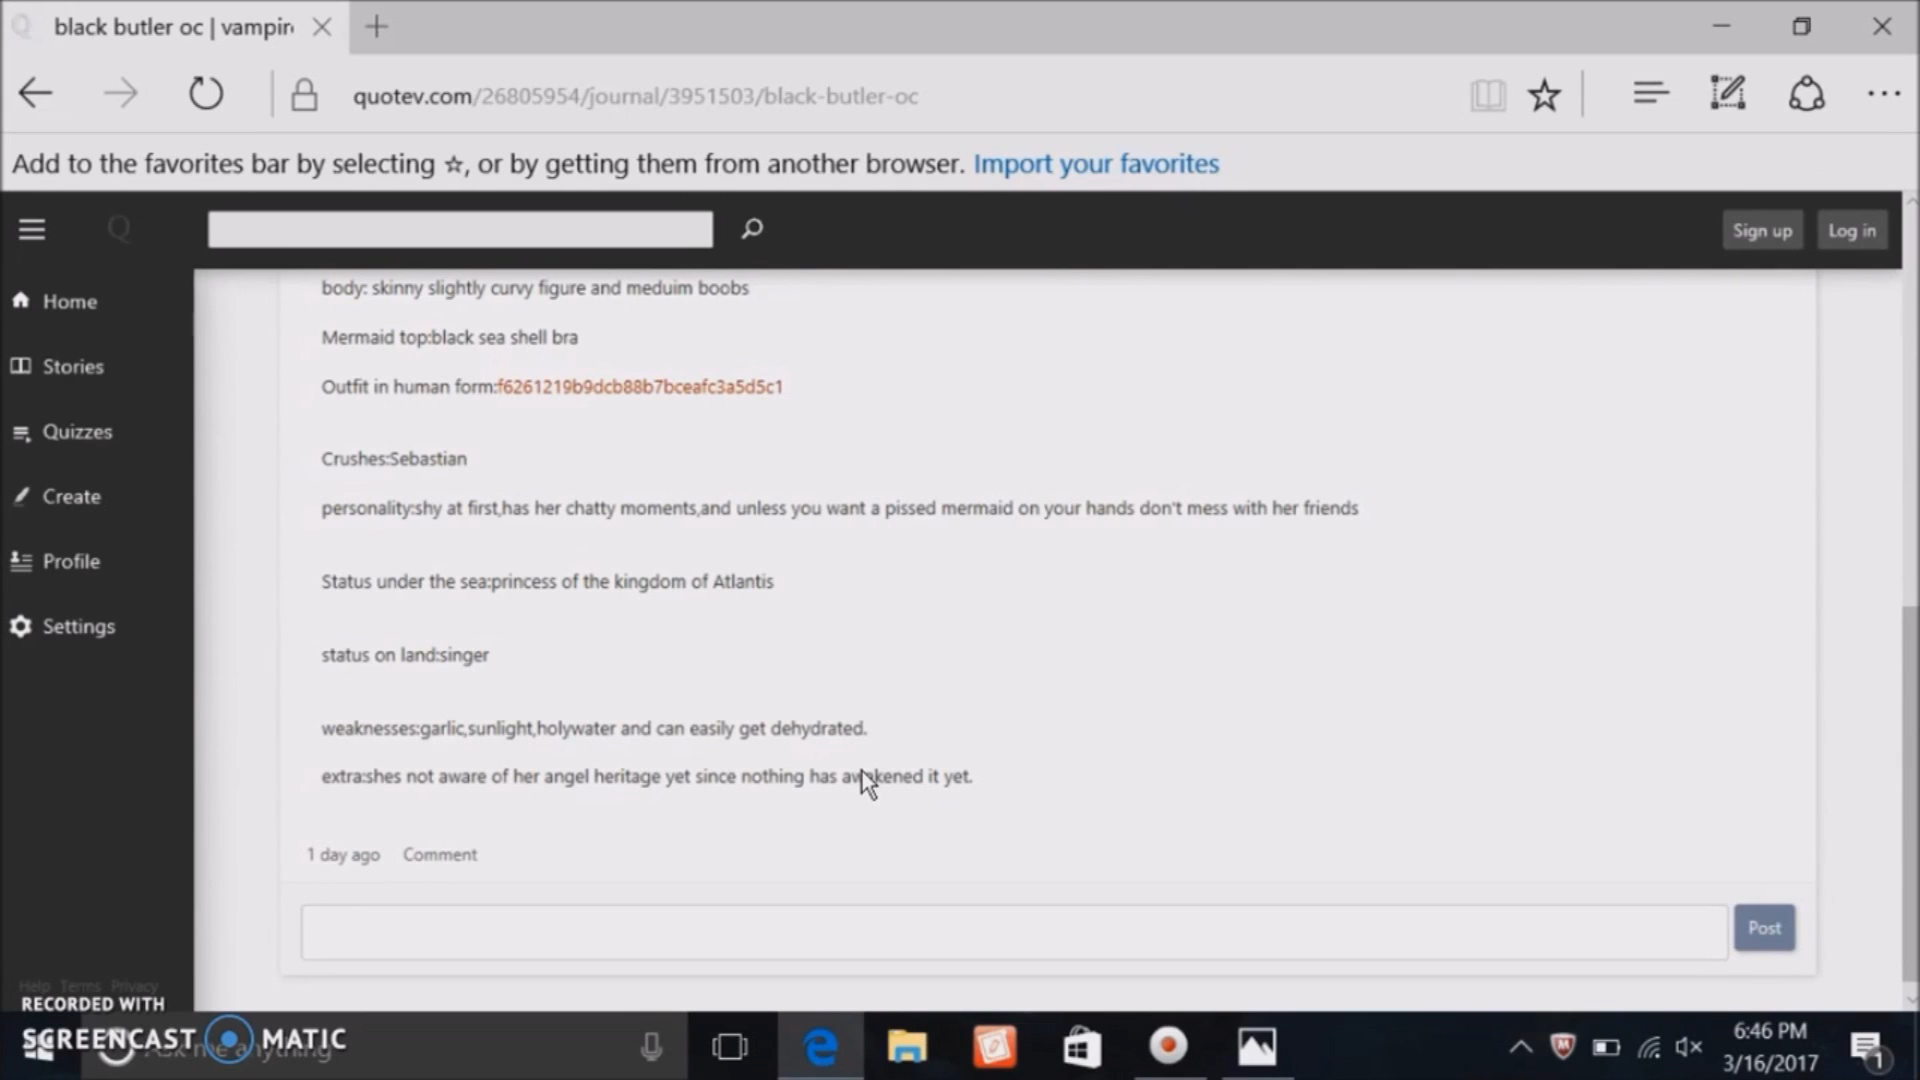 black butler oc | vampir
quotev.com/26805954/journal/3951503/black-butler-oc
Add to the favorites bar by selecting ☆, or by getting them from another browser. Import your favorites
Q
Sign up
Log in
Home
Stories
Quizzes
Create
Profile
Settings
body: skinny slightly curvy figure and meduim boobs
Mermaid top:black sea shell bra
Outfit in human form:f6261219b9dcb88b7bceafc3a5d5c1
Crushes:Sebastian
personality:shy at first,has her chatty moments,and unless you want a pissed mermaid on your hands don't mess with her friends
Status under the sea:princess of the kingdom of Atlantis
status on land:singer
weaknesses:garlic,sunlight,holywater and can easily get dehydrated.
extra:shes not aware of her angel heritage yet since nothing has awakened it yet.
1 day ago Comment
Post
Help Terms Privacy
RECORDED WITH
SCREENCAST MATIC
Ask me anything
6:46 PM
3/16/2017
1